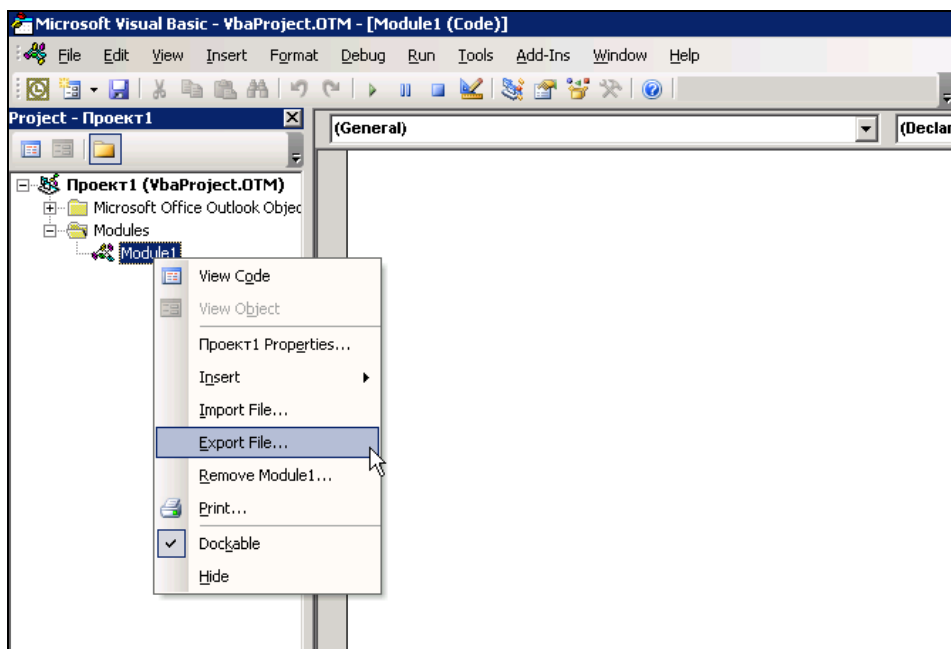 Microsoft Visual Basic - VbaProject.OTM - [Module1 (Code)]
File Edit View Insert Format Debug Run Tools Add-Ins Window Help
Project - Проект1
(General)
(Declar
Проект1 (VbaProject.OTM)
Microsoft Office Outlook Objec
Modules
Module1
View Code
View Object
Проект1 Properties...
Insert
Import File...
Export File...
Remove Module1...
Print...
Dockable
Hide